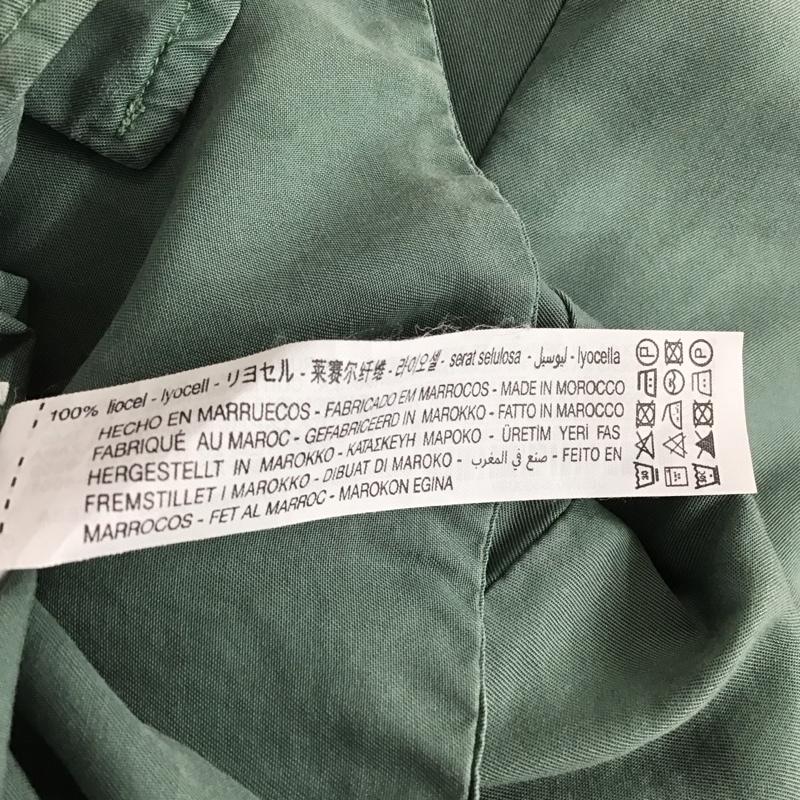 100% liocel - lyocell - リヨセル - 莱赛尔纤维 - 라이오셀 - serat selulosa - ليوسيل - lyocella
HECHO EN MARRUECOS - FABRICADO EM MARROCOS - MADE IN MOROCCO
FABRIQUÉ AU MAROC - GEFABRICEERD IN MAROKKO - FATTO IN MAROCCO
HERGESTELLT IN MAROKKO - ΚΑΤΑΣΚΕΥΗ ΜΑΡΟΚΟ - ÜRETİM YERİ FAS
FREMSTILLET I MAROKKO - DIBUAT DI MAROKO - صنع في المغرب - FEITO EN
MARROCOS - FET AL MARROC - MAROKON EGINA